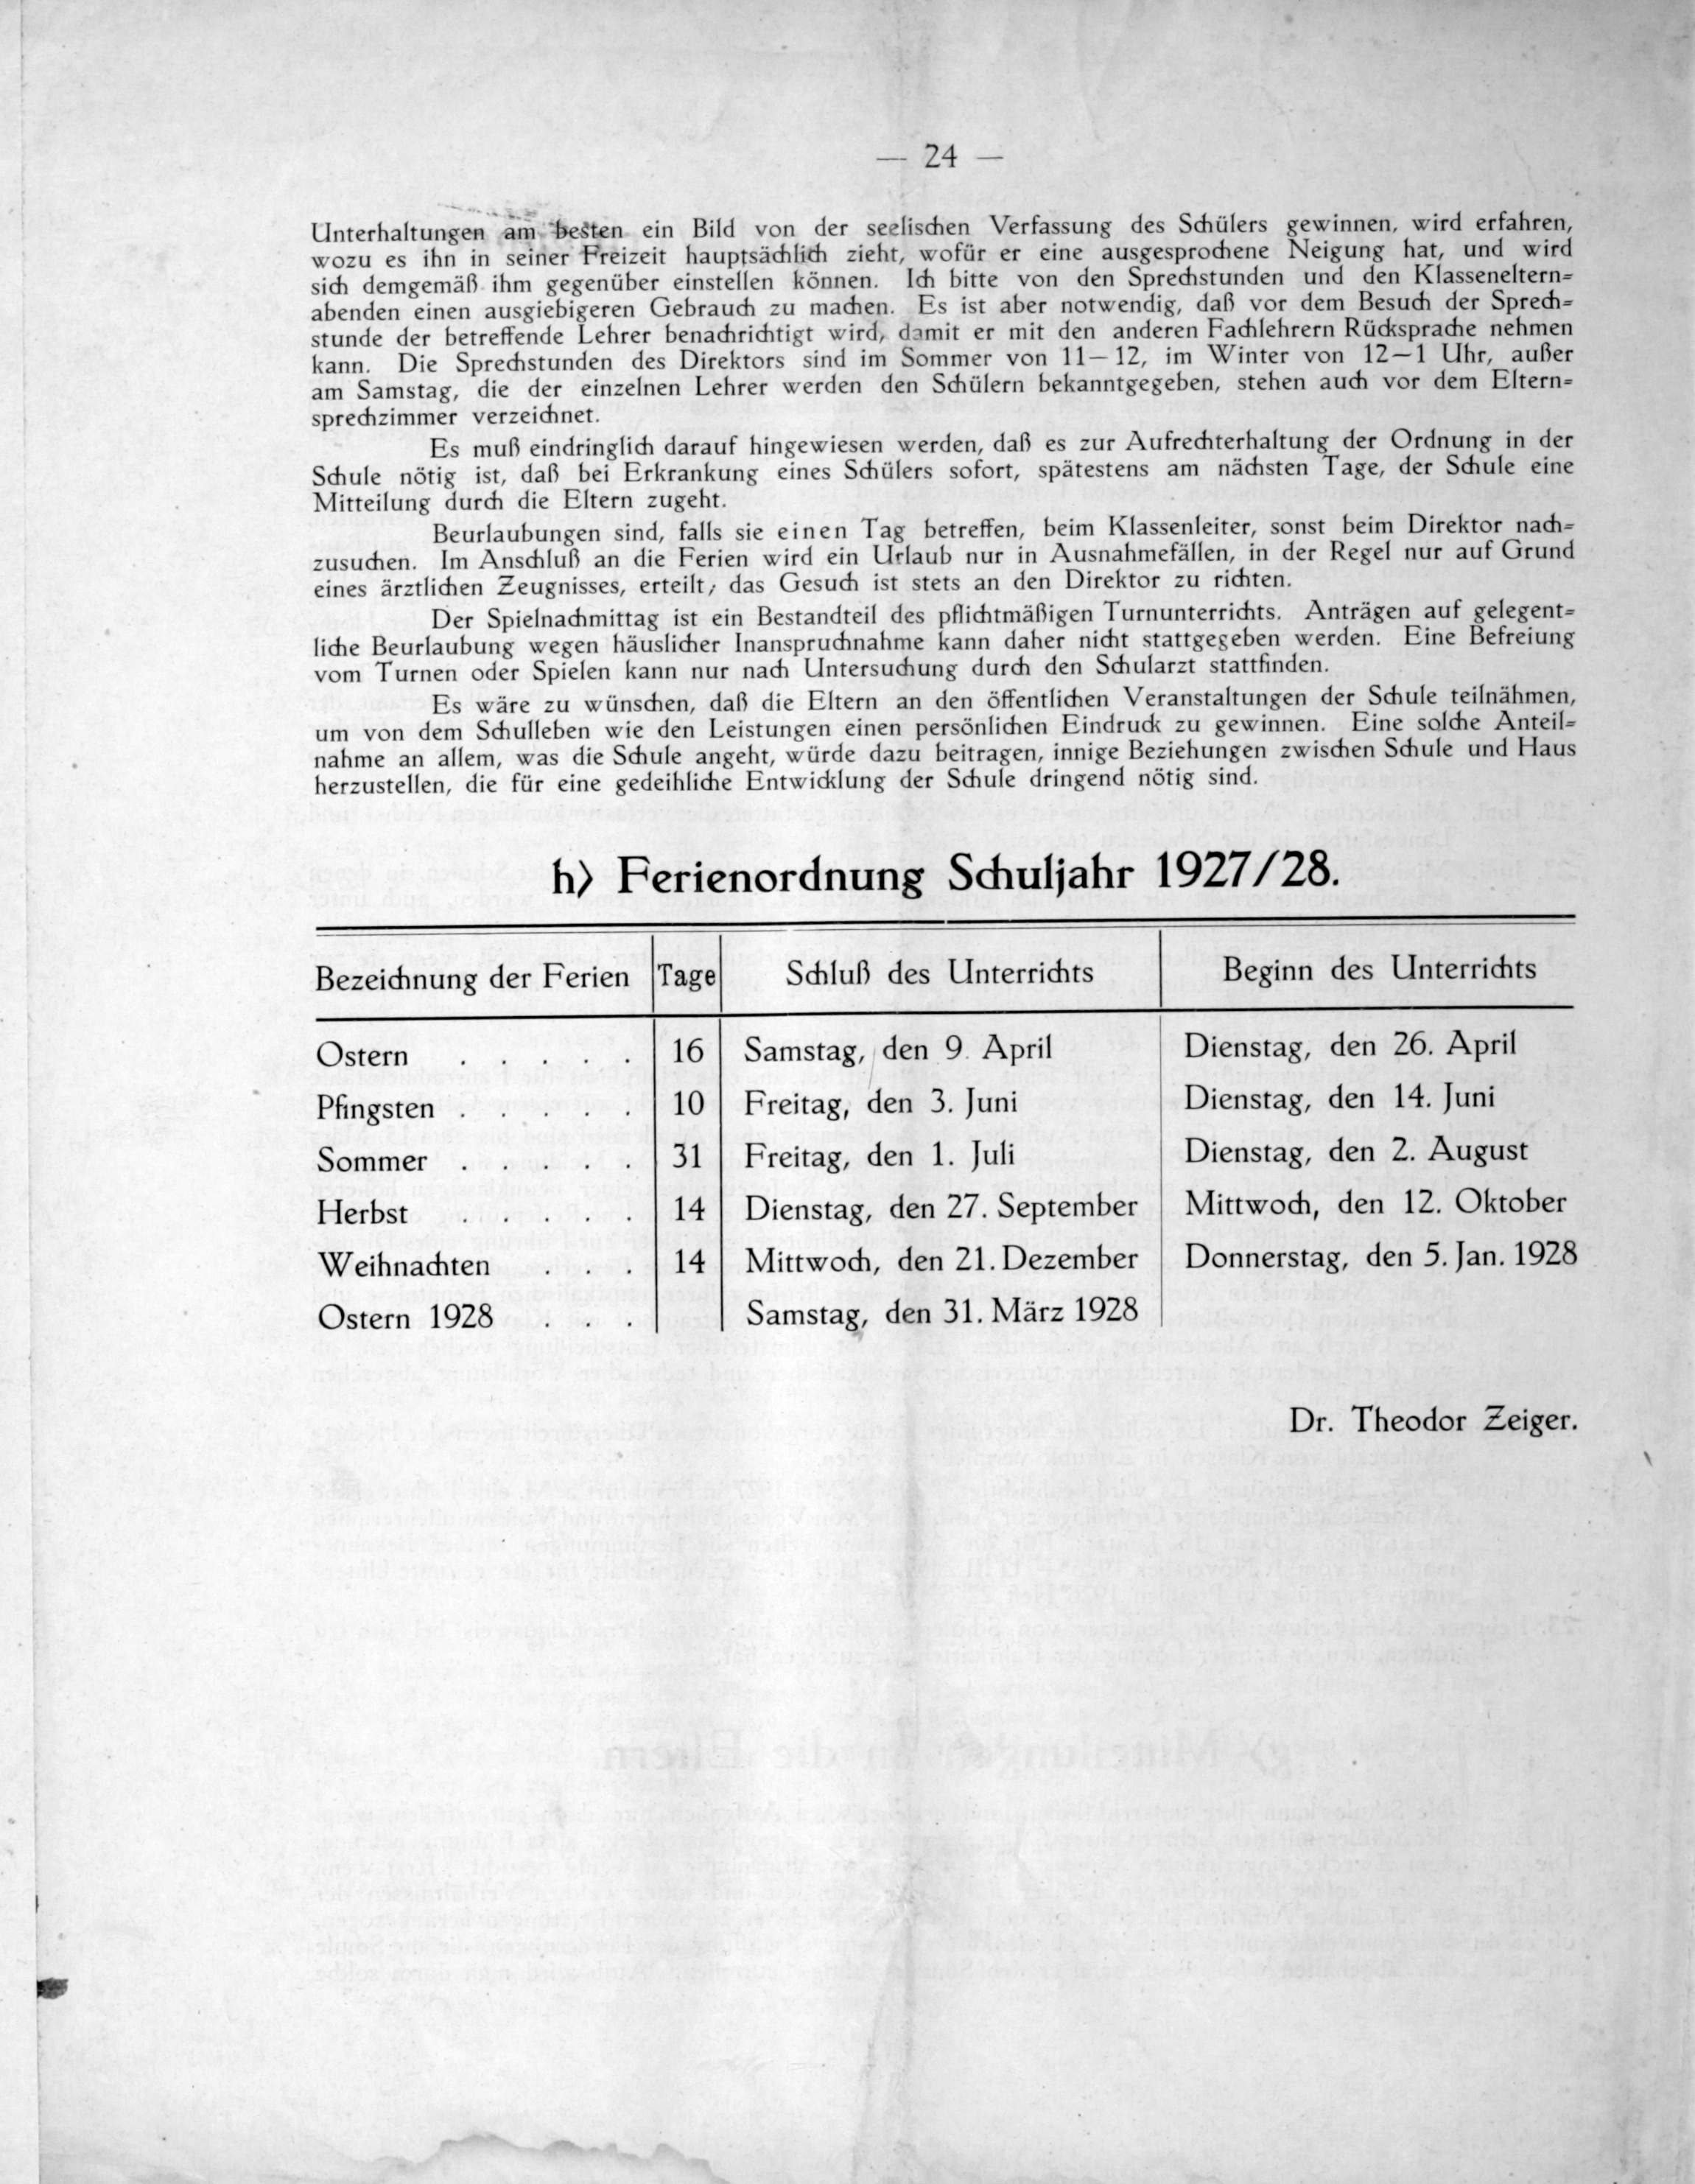 — 24 —
Unterhaltungen am besten ein Bild von der seelischen Verfassung des Schülers gewinnen, wird erfahren,
wozu es ihn in seiner Freizeit hauptsächlich zieht, wofür er eine ausgesprochene Neigung hat, und wird
sich demgemäß ihm gegenüber einstellen können. Ich bitte von den Sprechstunden und den Klasseneltern=
abenden einen ausgiebigeren Gebrauch zu machen. Es ist aber notwendig, daß vor dem Besuch der Sprech=
stunde der betreffende Lehrer benachrichtigt wird, damit er mit den anderen Fachlehrern Rücksprache nehmen
kann. Die Sprechstunden des Direktors sind im Sommer von 11—12, im Winter von 12—1 Uhr, außer
am Samstag, die der einzelnen Lehrer werden den Schülern bekanntgegeben, stehen auch vor dem Eltern=
sprechzimmer verzeichnet.
Es muß eindringlich darauf hingewiesen werden, daß es zur Aufrechterhaltung der Ordnung in der
Schule nötig ist, daß bei Erkrankung eines Schülers sofort, spätestens am nächsten Tage, der Schule eine
Mitteilung durch die Eltern zugeht.
Beurlaubungen sind, falls sie einen Tag betreffen, beim Klassenleiter, sonst beim Direktor nach=
zusuchen. Im Anschluß an die Ferien wird ein Urlaub nur in Ausnahmefällen, in der Regel nur auf Grund
eines ärztlichen Zeugnisses, erteilt; das Gesuch ist stets an den Direktor zu richten.
Der Spielnachmittag ist ein Bestandteil des pflichtmäßigen Turnunterrichts. Anträgen auf gelegent=
liche Beurlaubung wegen häuslicher Inanspruchnahme kann daher nicht stattgegeben werden. Eine Befreiung
vom Turnen oder Spielen kann nur nach Untersuchung durch den Schularzt stattfinden.
Es wäre zu wünschen, daß die Eltern an den öffentlichen Veranstaltungen der Schule teilnähmen,
um von dem Schulleben wie den Leistungen einen persönlichen Eindruck zu gewinnen. Eine solche Anteil=
nahme an allem, was die Schule angeht, würde dazu beitragen, innige Beziehungen zwischen Schule und Haus
herzustellen, die für eine gedeihliche Entwicklung der Schule dringend nötig sind.
h) Ferienordnung Schuljahr 1927/28.
Bezeichnung der Ferien Tage Schluß des Unterrichts Beginn des Unterrichts
Ostern . . . . . 16 Samstag, den 9. April Dienstag, den 26. April
Pfingsten . . . . . 10 Freitag, den 3. Juni Dienstag, den 14. Juni
Sommer . . . . . 31 Freitag, den 1. Juli Dienstag, den 2. August
Herbst . . . . . 14 Dienstag, den 27. September Mittwoch, den 12. Oktober
Weihnachten . . . 14 Mittwoch, den 21. Dezember Donnerstag, den 5. Jan. 1928
Ostern 1928 . . . Samstag, den 31. März 1928
Dr. Theodor Zeiger.